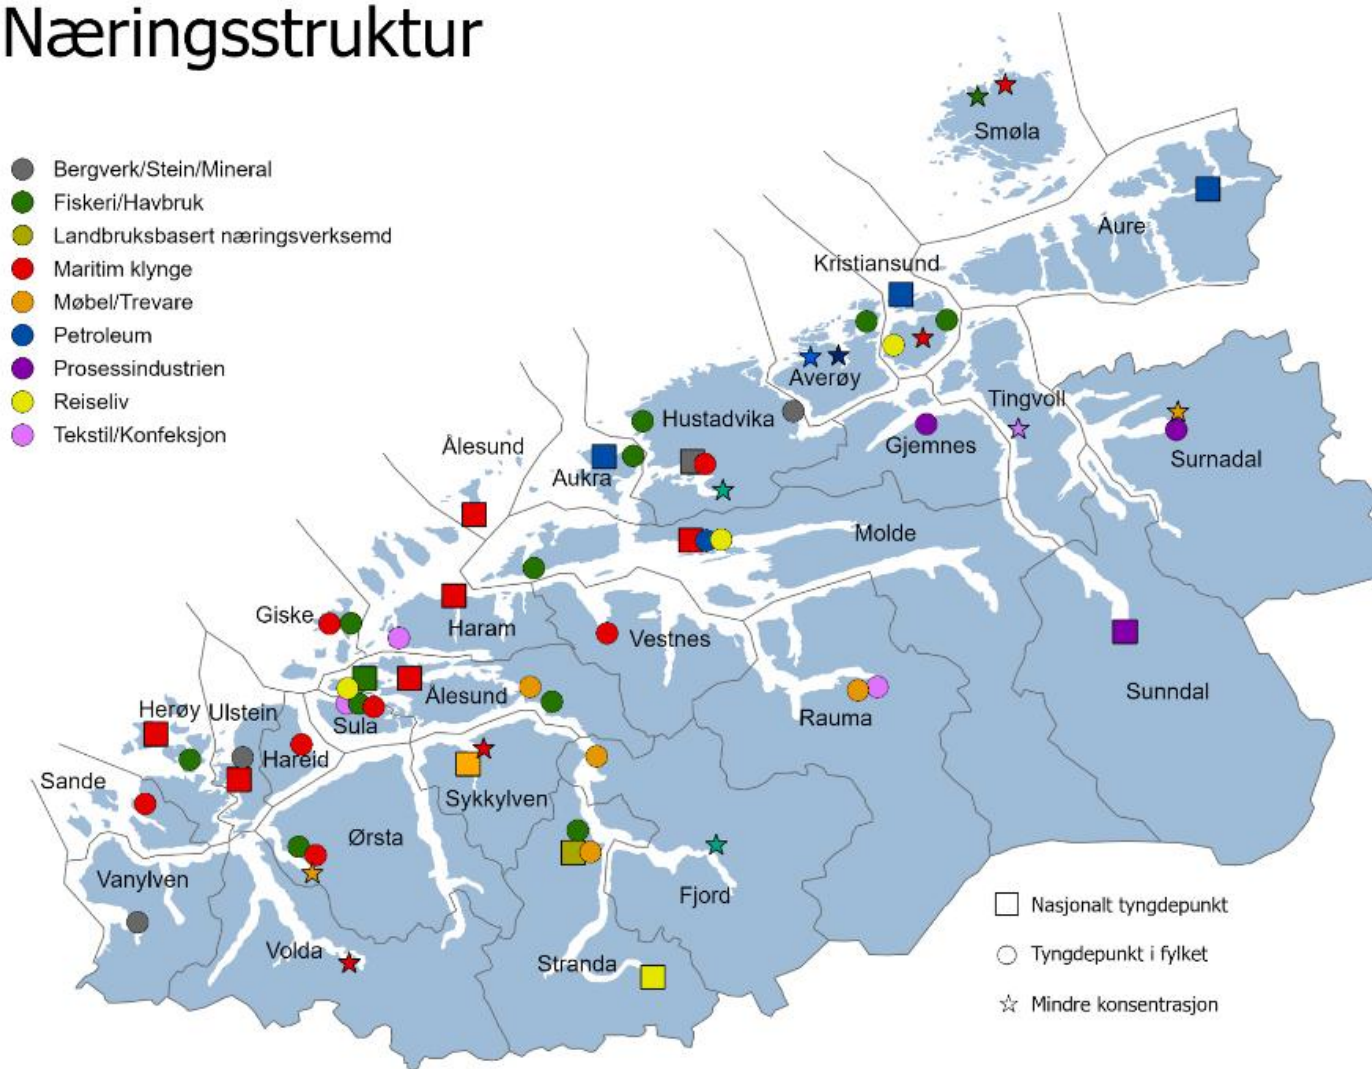 Næringsstruktur
Bergverk/Stein/Mineral
Fiskeri/Havbruk
Landbruksbasert næringsverksemd
Maritim klynge
Møbel/Trevare
Petroleum
Prosessindustrien
Reiseliv
Tekstil/Konfeksjon
Smøla
Aure
Kristiansund
Averøy
Tingvoll
Hustadvika
Gjemnes
Surnadal
Ålesund
Aukra
Molde
Giske
Haram
Vestnes
Sunndal
Ålesund
Rauma
Herøy
Ulstein
Sula
Hareid
Sande
Sykkylven
Ørsta
Vanylven
Fjord
Volda
Stranda
Nasjonalt tyngdepunkt
Tyngdepunkt i fylket
Mindre konsentrasjon